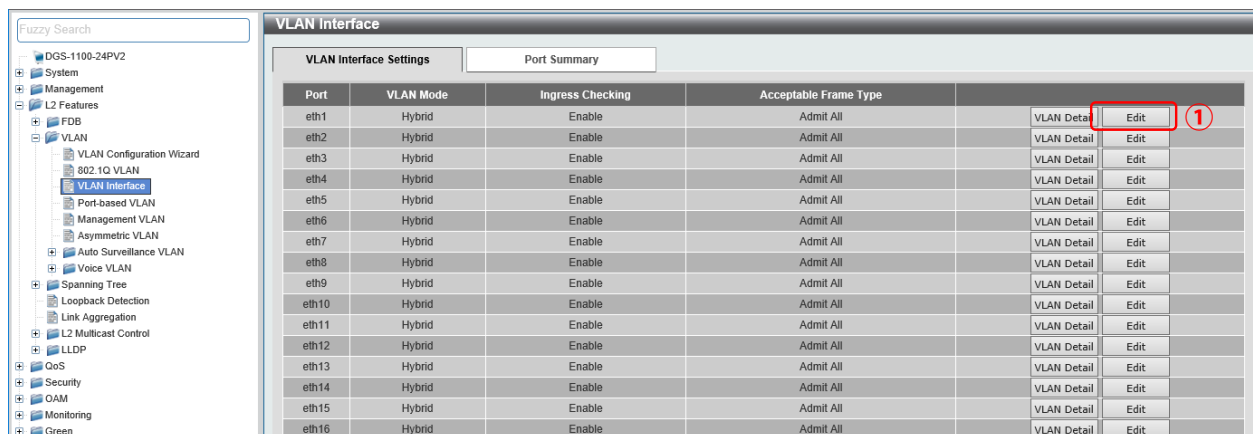 Fuzzy Search
DGS-1100-24PV2
System
Management
L2 Features
FDB
VLAN
VLAN Configuration Wizard
802.1Q VLAN
VLAN Interface
Port-based VLAN
Management VLAN
Asymmetric VLAN
Auto Surveillance VLAN
Voice VLAN
Spanning Tree
Loopback Detection
Link Aggregation
L2 Multicast Control
LLDP
QoS
Security
OAM
Monitoring
Green
VLAN Interface
VLAN Interface Settings Port Summary
Port VLAN Mode Ingress Checking Acceptable Frame Type
eth1 Hybrid Enable Admit All VLAN Detail Edit ①
eth2 Hybrid Enable Admit All VLAN Detail Edit
eth3 Hybrid Enable Admit All VLAN Detail Edit
eth4 Hybrid Enable Admit All VLAN Detail Edit
eth5 Hybrid Enable Admit All VLAN Detail Edit
eth6 Hybrid Enable Admit All VLAN Detail Edit
eth7 Hybrid Enable Admit All VLAN Detail Edit
eth8 Hybrid Enable Admit All VLAN Detail Edit
eth9 Hybrid Enable Admit All VLAN Detail Edit
eth10 Hybrid Enable Admit All VLAN Detail Edit
eth11 Hybrid Enable Admit All VLAN Detail Edit
eth12 Hybrid Enable Admit All VLAN Detail Edit
eth13 Hybrid Enable Admit All VLAN Detail Edit
eth14 Hybrid Enable Admit All VLAN Detail Edit
eth15 Hybrid Enable Admit All VLAN Detail Edit
eth16 Hybrid Enable Admit All VLAN Detail Edit